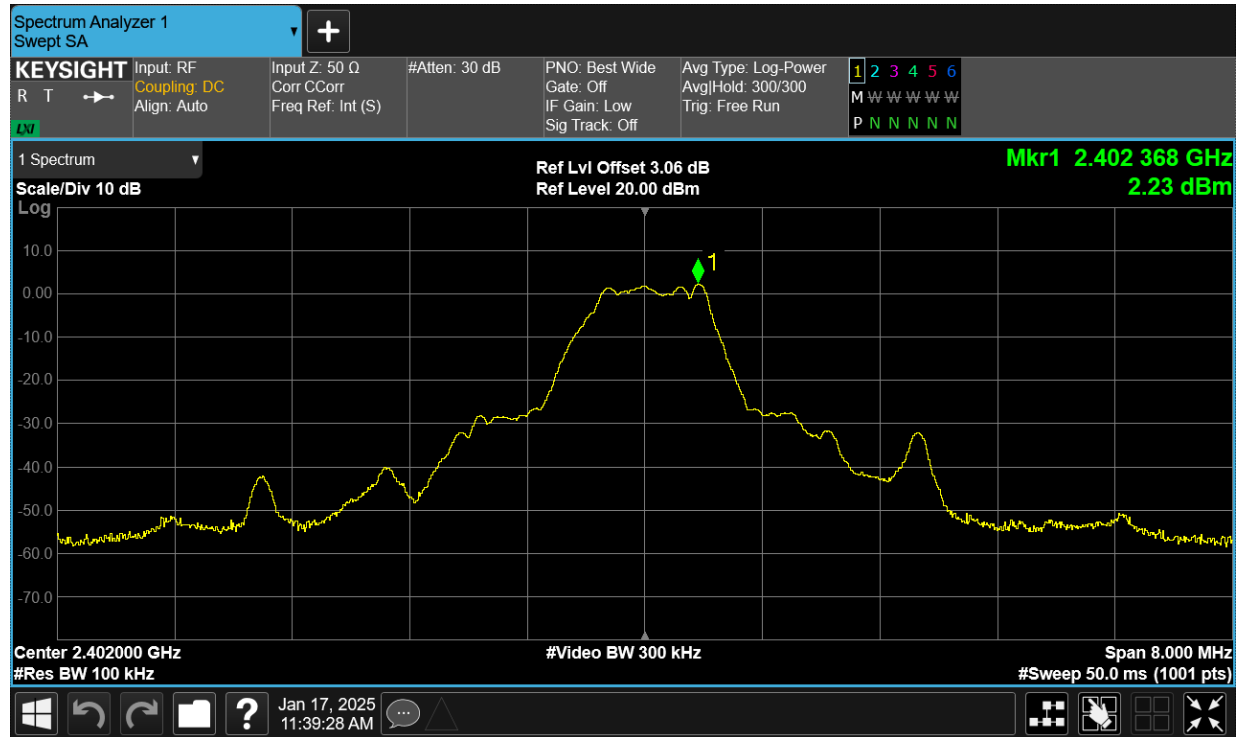 Spectrum Analyzer 1
Swept SA
+
KEYSIGHT
R T
LXI
Input: RF
Coupling: DC
Align: Auto
Input Z: 50 Ω
Corr CCorr
Freq Ref: Int (S)
#Atten: 30 dB
PNO: Best Wide
Gate: Off
IF Gain: Low
Sig Track: Off
Avg Type: Log-Power
Avg|Hold: 300/300
Trig: Free Run
1 2 3 4 5 6
M W W W W W
P N N N N N
1 Spectrum
Scale/Div 10 dB
Ref Lvl Offset 3.06 dB
Ref Level 20.00 dBm
Mkr1 2.402 368 GHz
2.23 dBm
Log
10.0
0.00
-10.0
-20.0
-30.0
-40.0
-50.0
-60.0
-70.0
1
Center 2.402000 GHz
#Res BW 100 kHz
#Video BW 300 kHz
Span 8.000 MHz
#Sweep 50.0 ms (1001 pts)
?
Jan 17, 2025
11:39:28 AM